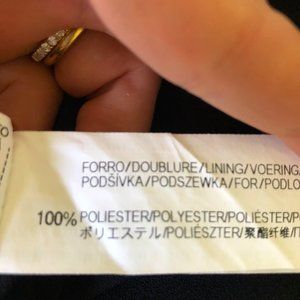 FORRO/DOUBLURE/LINING/VOERING/
PODŠÍVKA/PODSZEWKA/FOR/PODLO
100% POLIESTER/POLYESTER/POLIÉSTER/P
ポリエステル/POLIÉSZTER/聚酯纤维/П